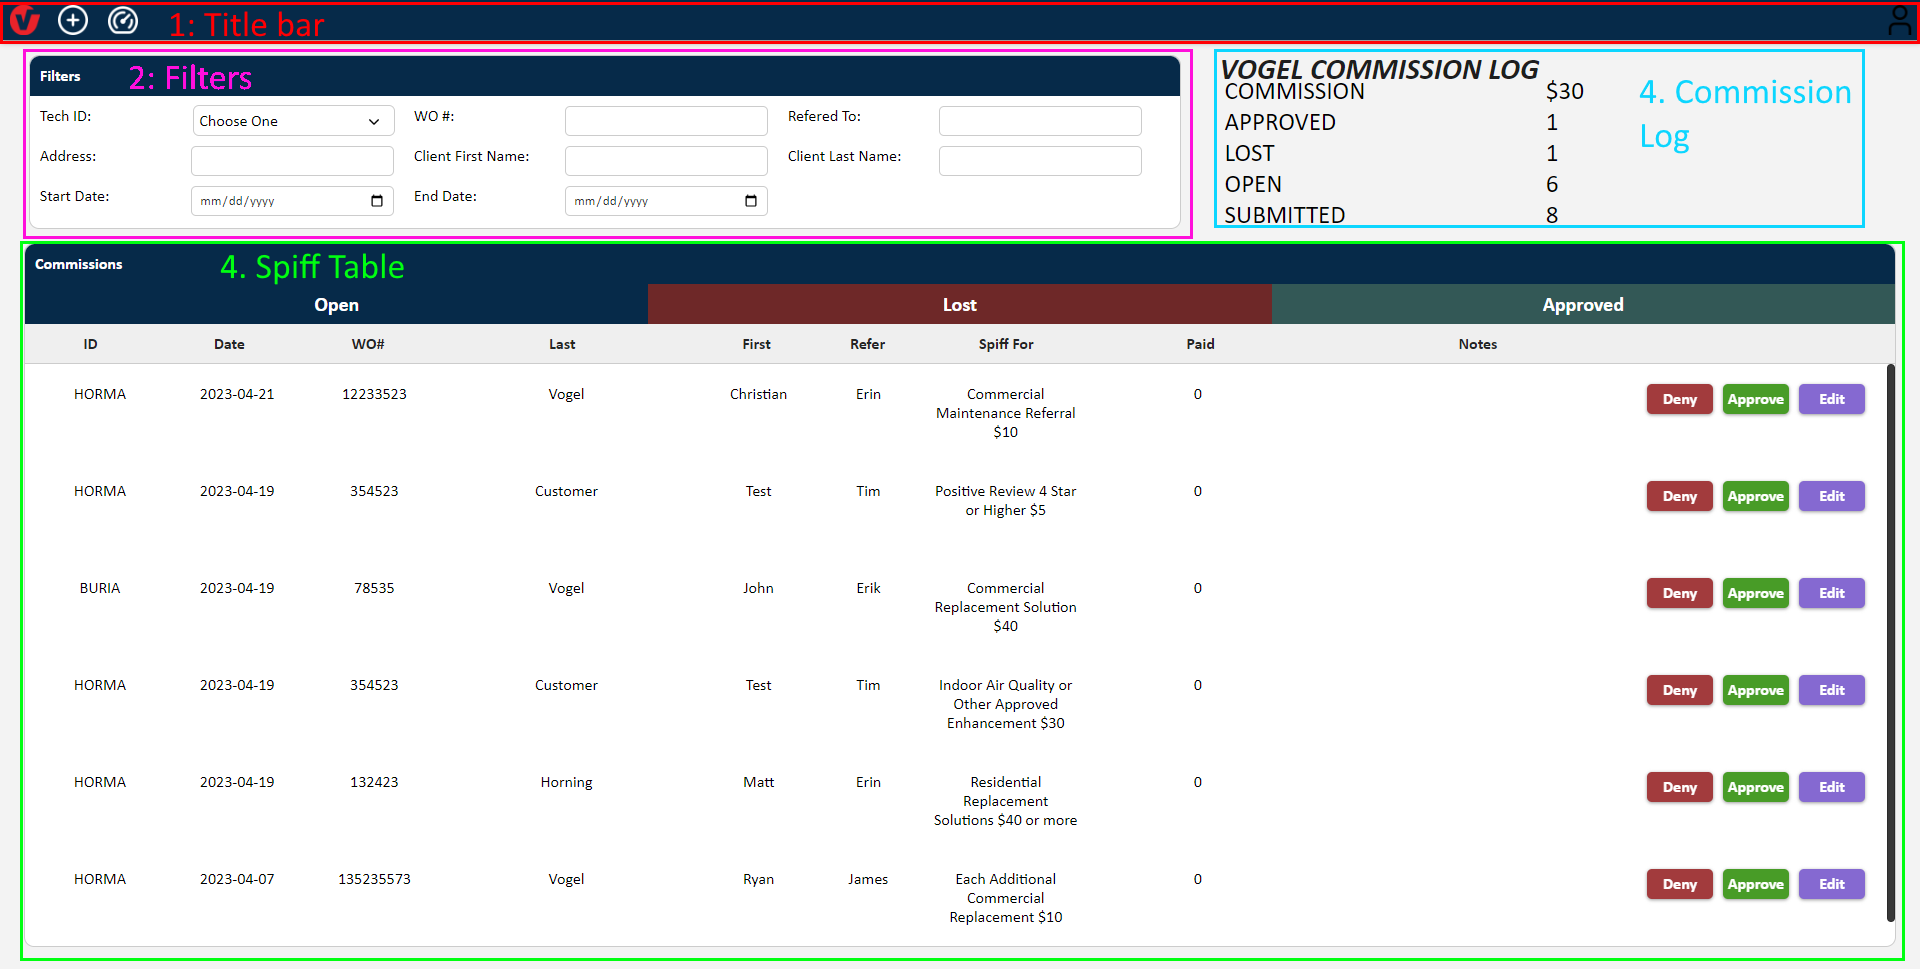 1: Title bar
Filters 2: Filters
Tech ID: Choose One WO #: Refered To:
Address: Client First Name: Client Last Name:
Start Date: mm/dd/yyyy End Date: mm/dd/yyyy
VOGEL COMMISSION LOG
COMMISSION $30
APPROVED 1
LOST 1
OPEN 6
SUBMITTED 8
4. Commission
Log
Commissions 4. Spiff Table
Open Lost Approved
ID Date WO# Last First Refer Spiff For Paid Notes
HORMA 2023-04-21 12233523 Vogel Christian Erin Commercial 0 Deny Approve Edit
Maintenance Referral
$10
HORMA 2023-04-19 354523 Customer Test Tim Positive Review 4 Star 0 Deny Approve Edit
or Higher $5
BURIA 2023-04-19 78535 Vogel John Erik Commercial 0 Deny Approve Edit
Replacement Solution
$40
HORMA 2023-04-19 354523 Customer Test Tim Indoor Air Quality or 0 Deny Approve Edit
Other Approved
Enhancement $30
HORMA 2023-04-19 132423 Horning Matt Erin Residential 0 Deny Approve Edit
Replacement
Solutions $40 or more
HORMA 2023-04-07 135235573 Vogel Ryan James Each Additional 0 Deny Approve Edit
Commercial
Replacement $10